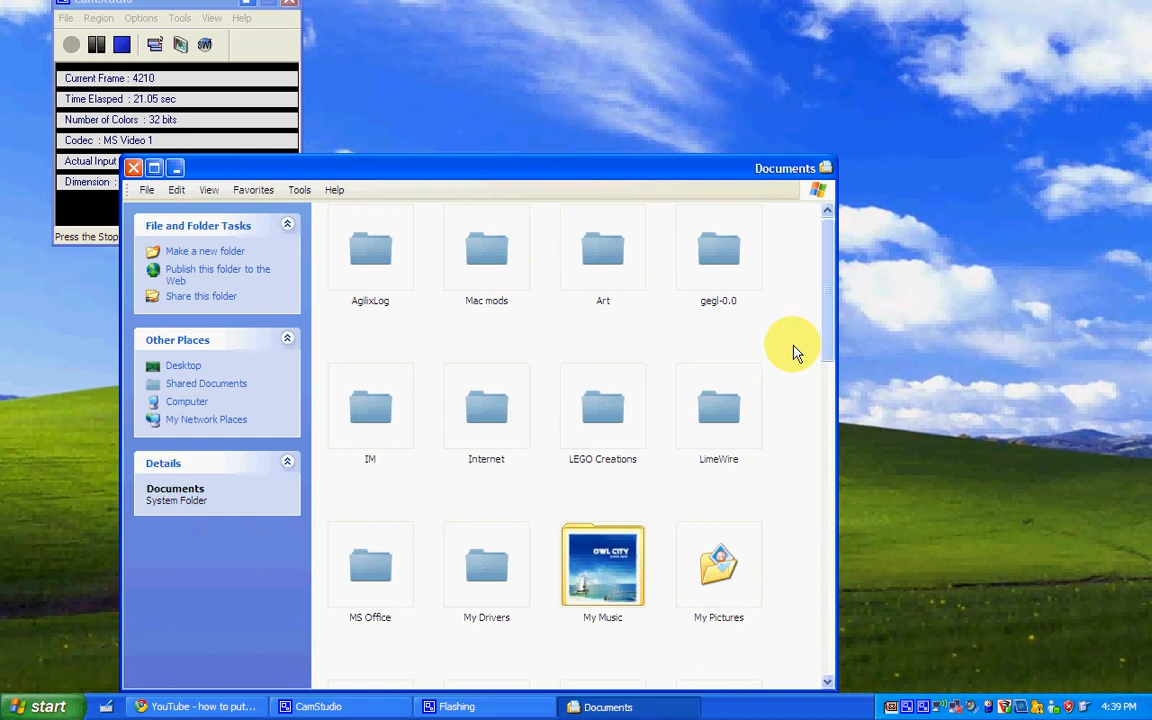 CamStudio
File Region Options Tools View Help
Current Frame : 4210
Time Elasped : 21.05 sec
Number of Colors : 32 bits
Codec : MS Video 1
Actual Input
Dimension :
Press the Stop
Documents
File Edit View Favorites Tools Help
File and Folder Tasks
Make a new folder
Publish this folder to the
Web
Share this folder
Other Places
Desktop
Shared Documents
Computer
My Network Places
Details
Documents
System Folder
AgilixLog Mac mods Art gegl-0.0
IM Internet LEGO Creations LimeWire
OWL CITY
MS Office My Drivers My Music My Pictures
start YouTube - how to put... CamStudio Flashing Documents 4:39 PM